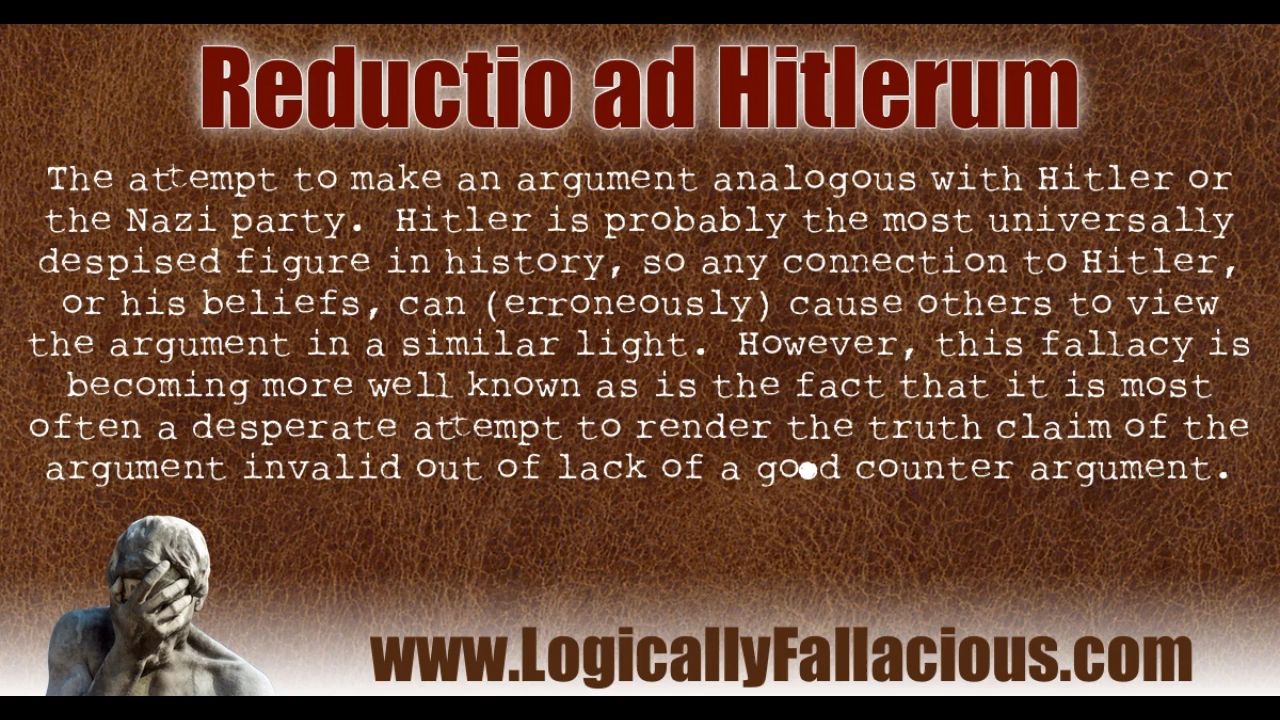 Reductio ad Hitlerum
The attempt to make an argument analogous with Hitler or
the Nazi party. Hitler is probably the most universally
despised figure in history, so any connection to Hitler,
or his beliefs, can (erroneously) cause others to view
the argument in a similar light. However, this fallacy is
becoming more well known as is the fact that it is most
often a desperate attempt to render the truth claim of the
argument invalid out of lack of a good counter argument.
www.LogicallyFallacious.com